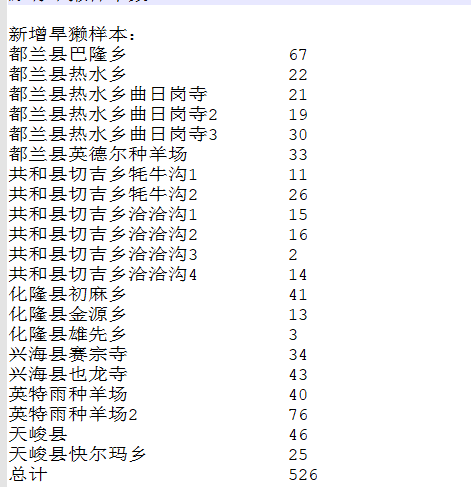 新增旱獭样本:
都兰县巴隆乡 67
都兰县热水乡 22
都兰县热水乡曲日岗寺 21
都兰县热水乡曲日岗寺2 19
都兰县热水乡曲日岗寺3 30
都兰县英德尔种羊场 33
共和县切吉乡牦牛沟1 11
共和县切吉乡牦牛沟2 26
共和县切吉乡洽洽沟1 15
共和县切吉乡洽洽沟2 16
共和县切吉乡洽洽沟3 2
共和县切吉乡洽洽沟4 14
化隆县初麻乡 41
化隆县金源乡 13
化隆县雄先乡 3
兴海县赛宗寺 34
兴海县也龙寺 43
英特雨种羊场 40
英特雨种羊场2 76
天峻县 46
天峻县快尔玛乡 25
总计 526